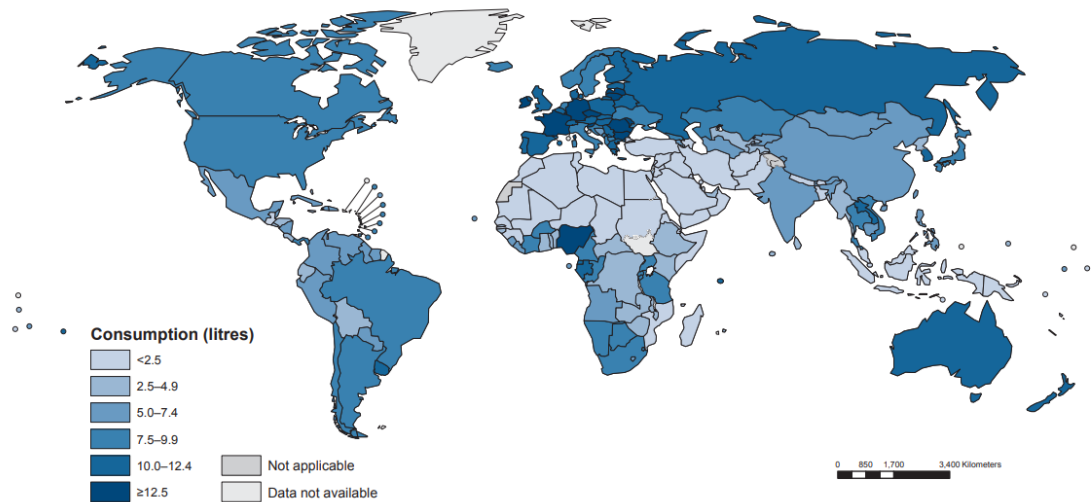 Consumption (litres)
<2.5
2.5–4.9
5.0–7.4
7.5–9.9
10.0–12.4
≥12.5
Not applicable
Data not available
0 850 1,700 3,400 Kilometers